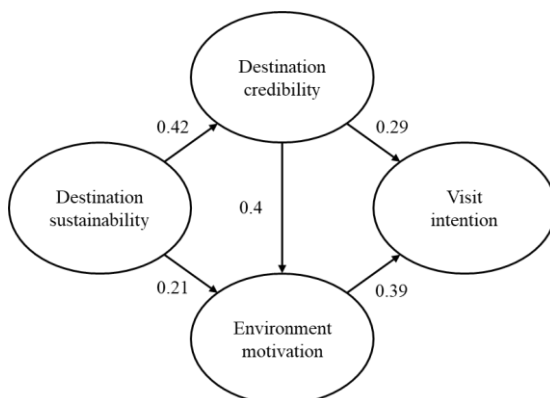 Destination
credibility
0.42
0.29
Destination
sustainability
0.4
Visit
intention
0.21
0.39
Environment
motivation